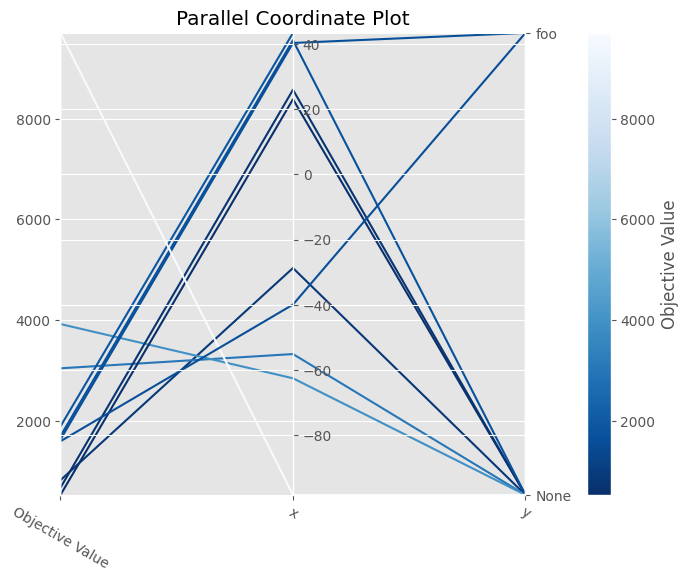 Parallel Coordinate Plot
8000
6000
4000
2000
40
20
0
−20
−40
−60
−80
foo
None
Objective Value
x
y
8000
6000
4000
2000
Objective Value